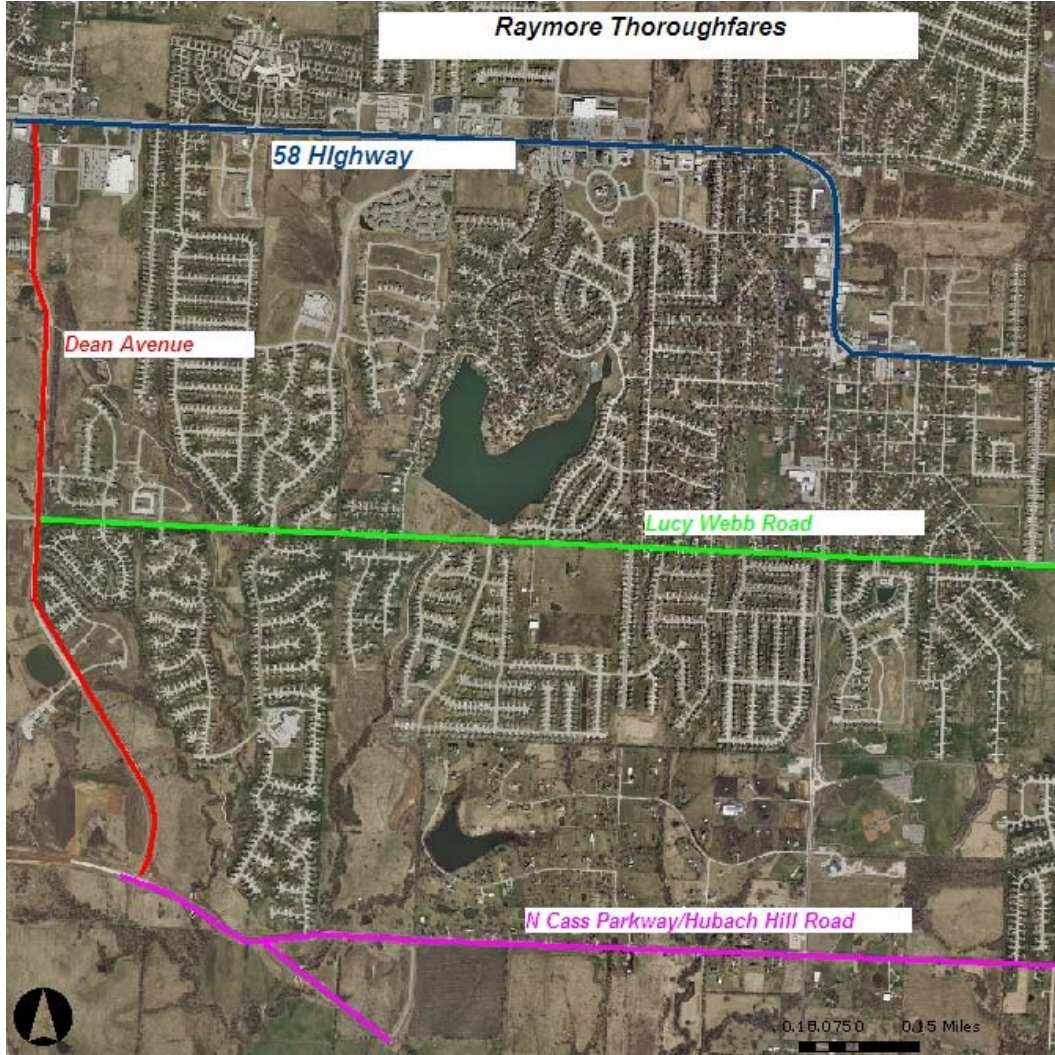 Raymore Thoroughfares
58 HIghway
Dean Avenue
Lucy Webb Road
N Cass Parkway/Hubach Hill Road
0.15 Miles